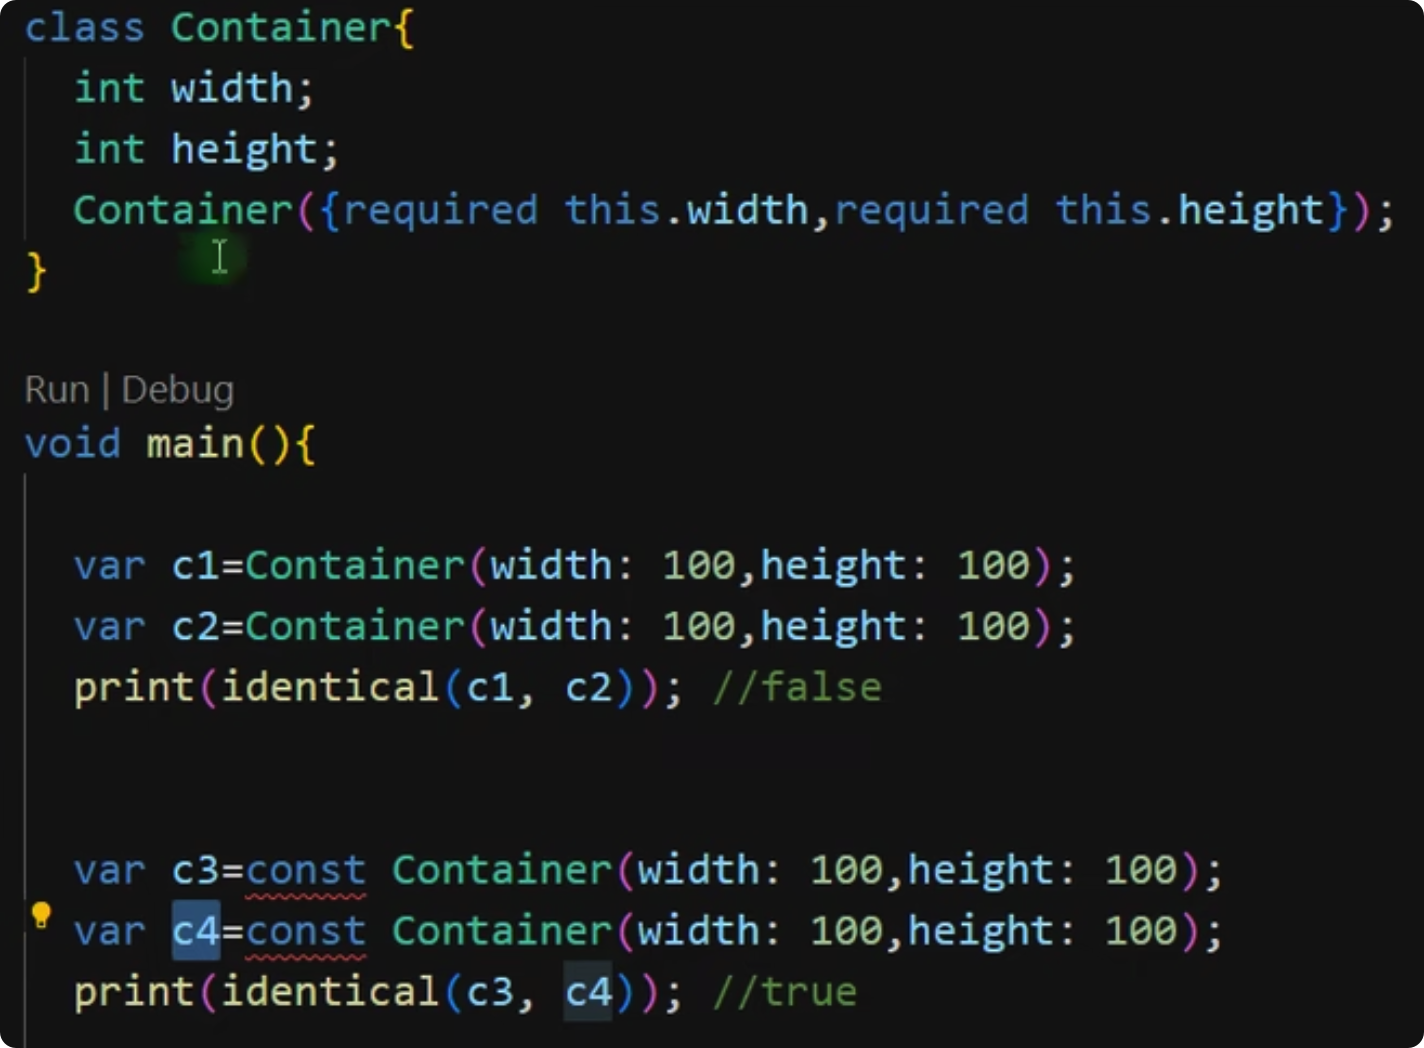 class Container{
  int width;
  int height;
  Container({required this.width,required this.height});
}
Run | Debug
void main(){
  var c1=Container(width: 100,height: 100);
  var c2=Container(width: 100,height: 100);
  print(identical(c1, c2)); //false
  var c3=const Container(width: 100,height: 100);
  var c4=const Container(width: 100,height: 100);
  print(identical(c3, c4)); //true